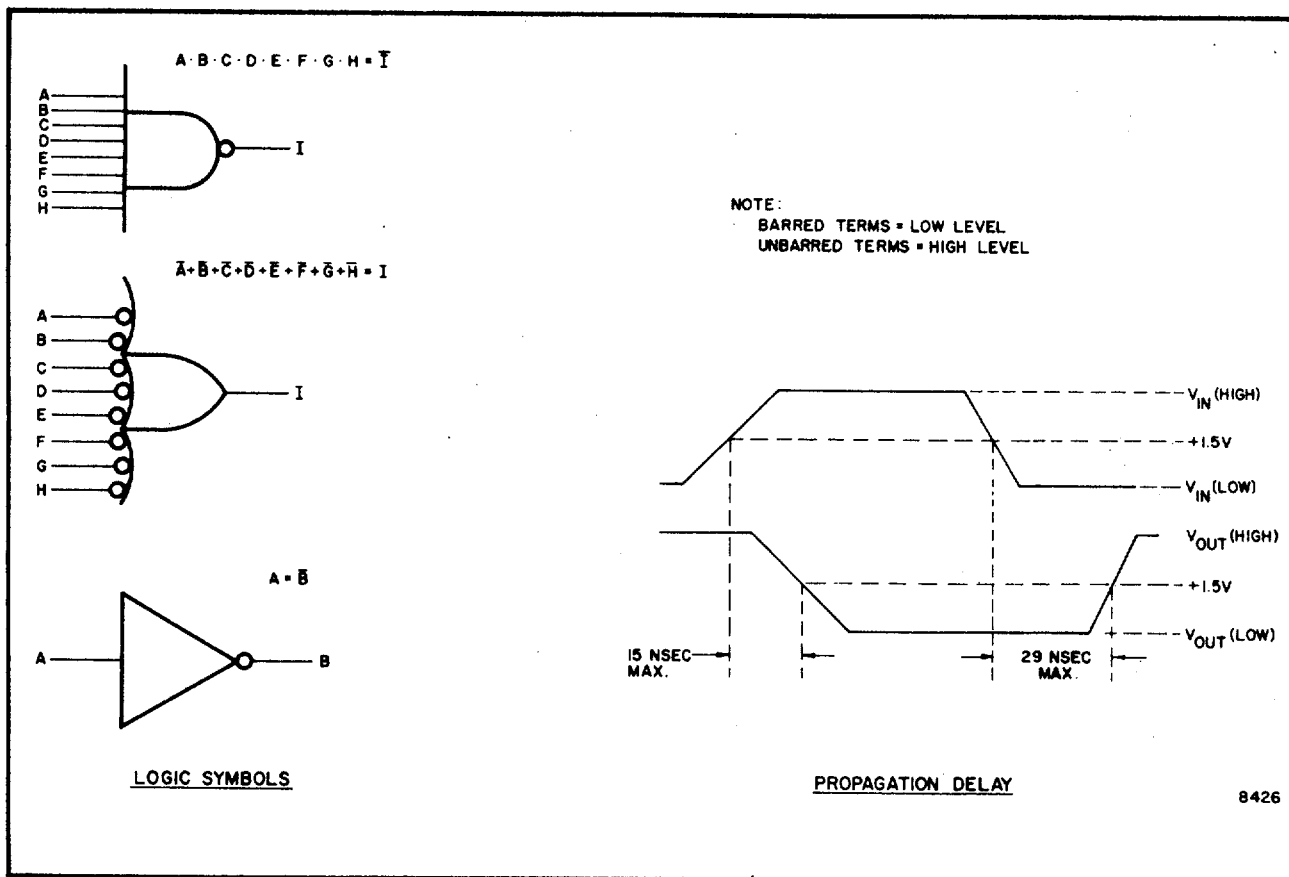 A·B·C·D·E·F·G·H = I̅
A
B
C
D
E
F
G
H
I
A̅+B̅+C̅+D̅+E̅+F̅+G̅+H̅ = I
A
B
C
D
E
F
G
H
I
A = B̅
A
B
LOGIC SYMBOLS
NOTE:
BARRED TERMS = LOW LEVEL
UNBARRED TERMS = HIGH LEVEL
V_IN (HIGH)
+1.5V
V_IN (LOW)
V_OUT (HIGH)
+1.5V
V_OUT (LOW)
15 NSEC
MAX.
29 NSEC
MAX.
PROPAGATION DELAY
8426